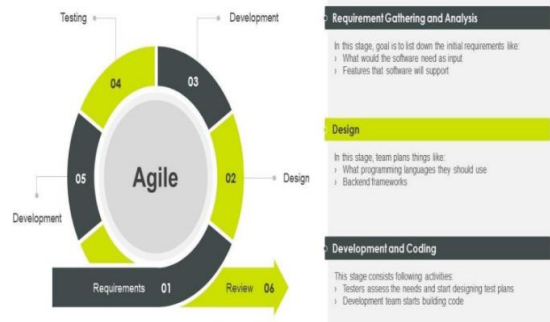 Testing
Development
04
03
Agile
05
02
Design
Development
Requirements 01
Review 06
Requirement Gathering and Analysis
In this stage, goal is to list down the initial requirements like:
› What would the software need as input
› Features that software will support
Design
In this stage, team plans things like:
› What programming languages they should use
› Backend frameworks
Development and Coding
This stage consists following activities:
› Testers assess the needs and start designing test plans
› Development team starts building code